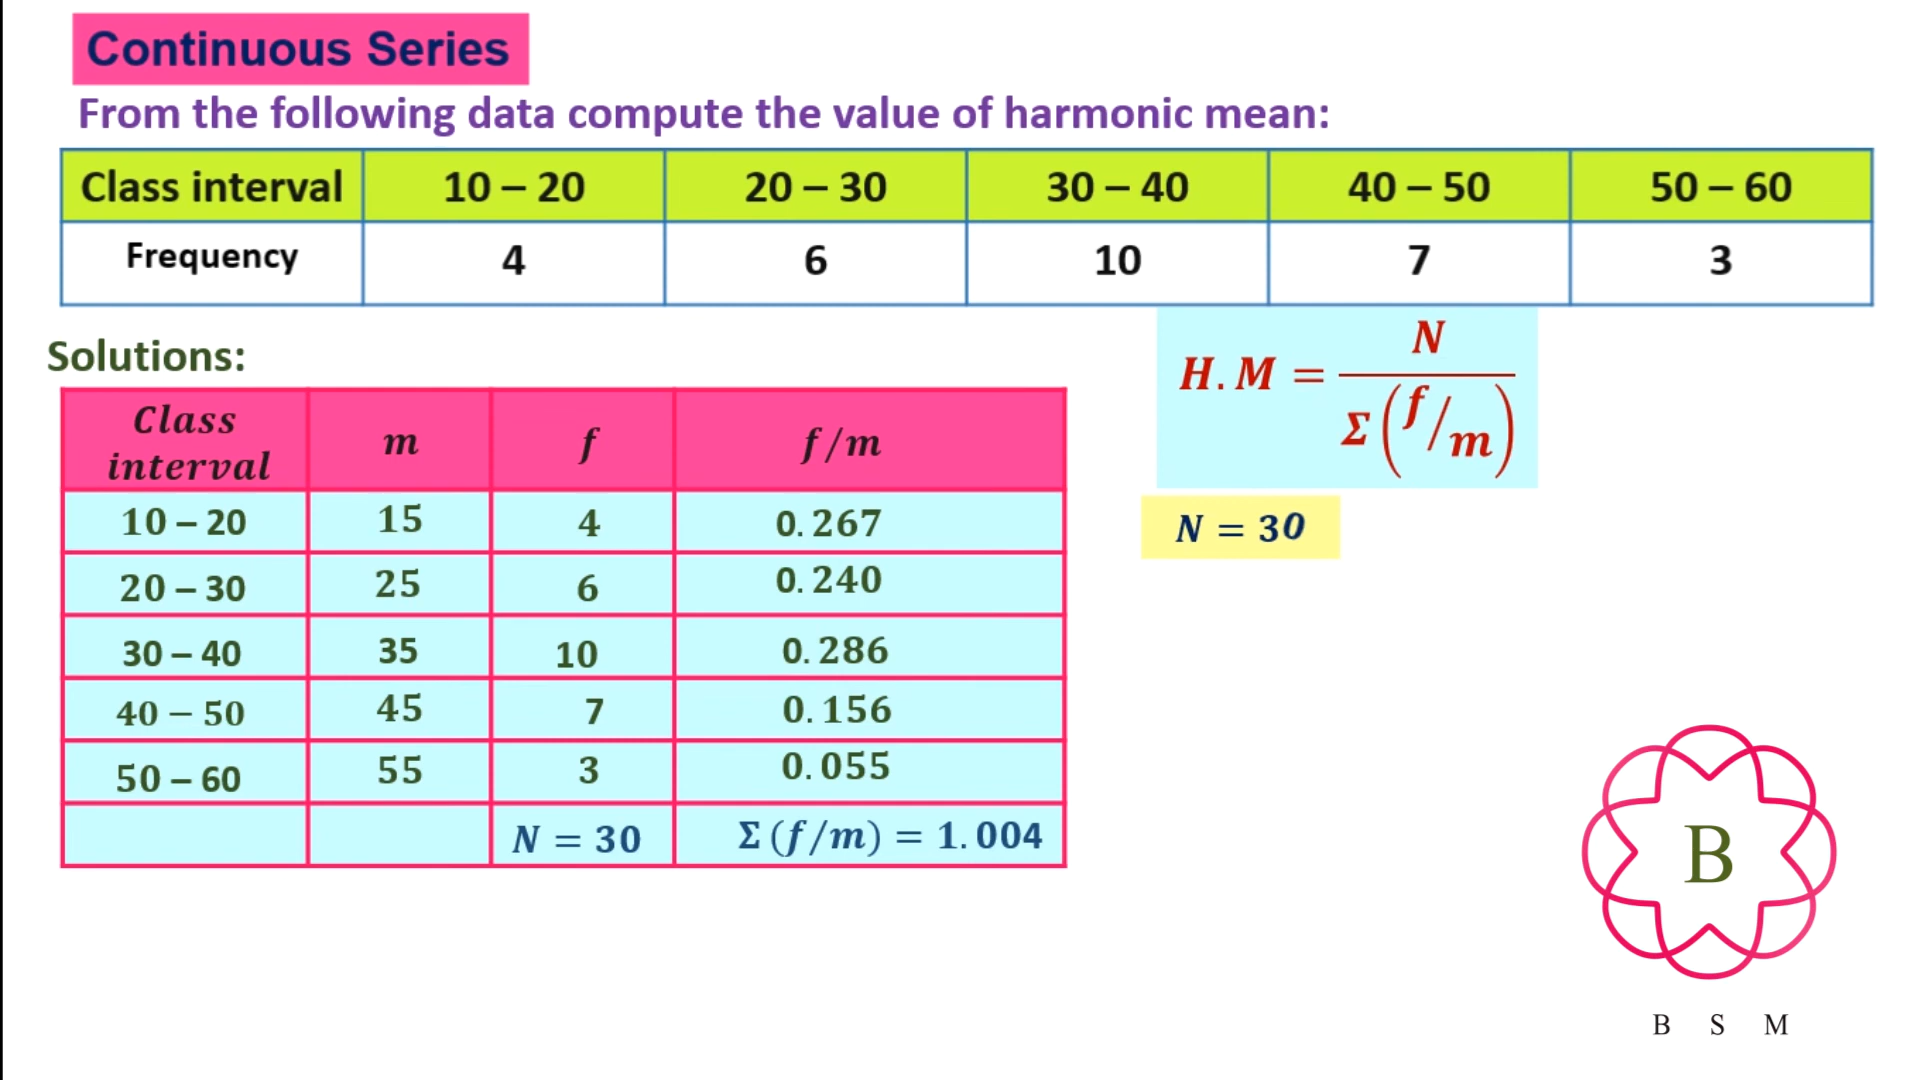 Continuous Series
From the following data compute the value of harmonic mean:
Class interval 10 – 20 20 – 30 30 – 40 40 – 50 50 – 60
Frequency 4 6 10 7 3
Solutions:
H.M = N / Σ(f/m)
N = 30
Class interval m f f/m
10 – 20 15 4 0.267
20 – 30 25 6 0.240
30 – 40 35 10 0.286
40 – 50 45 7 0.156
50 – 60 55 3 0.055
N = 30 Σ (f/m) = 1.004
B
B S M